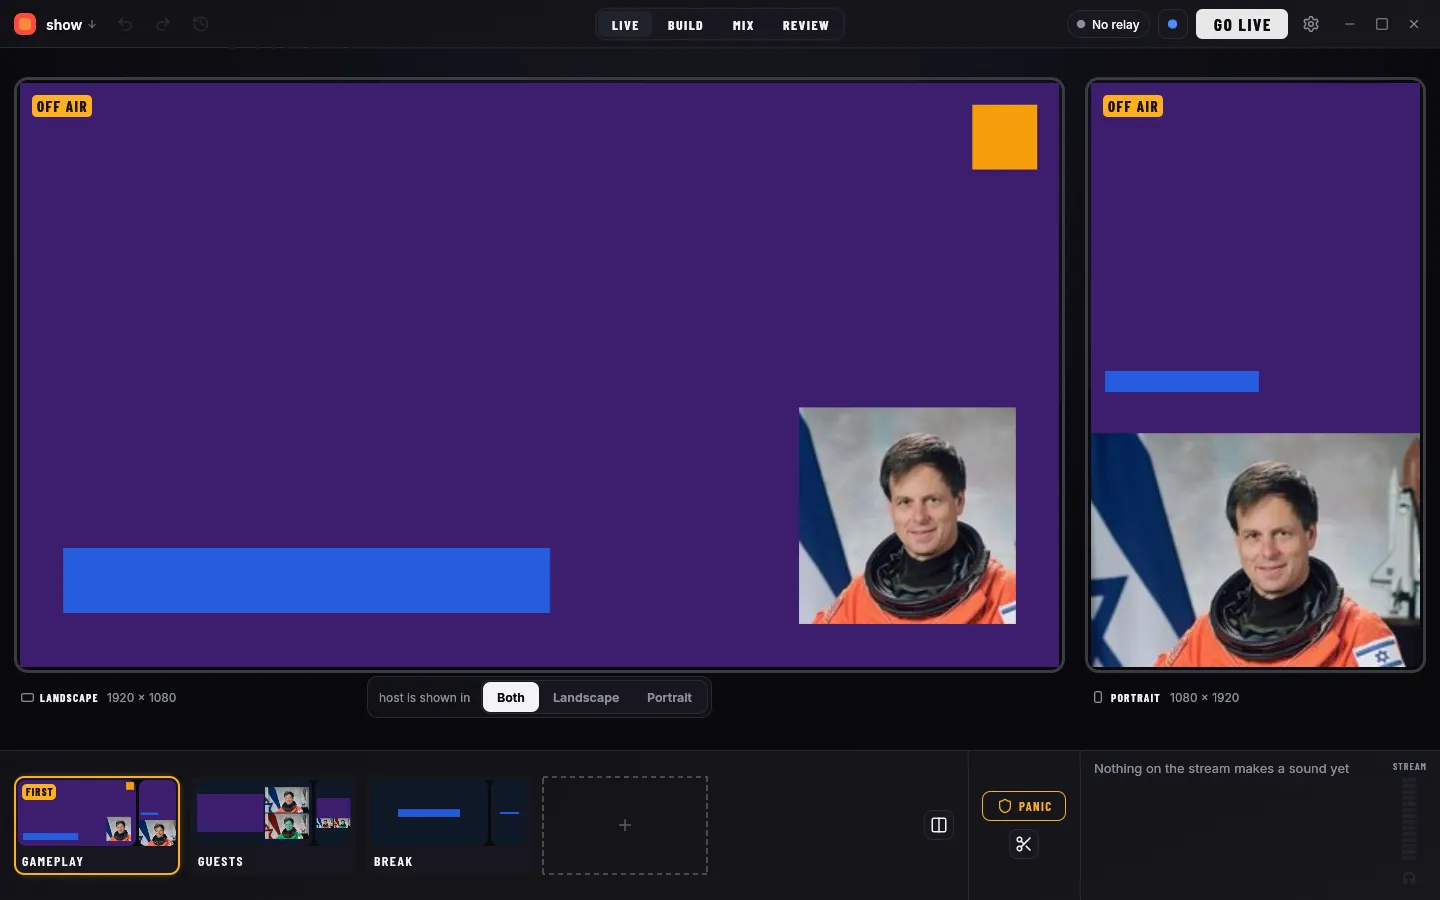 show
LIVE
BUILD
MIX
REVIEW
No relay
GO LIVE
OFF AIR
OFF AIR
LANDSCAPE 1920 × 1080
host is shown in
Both
Landscape
Portrait
PORTRAIT 1080 × 1920
FIRST
GAMEPLAY
GUESTS
BREAK
+
PANIC
Nothing on the stream makes a sound yet
STREAM